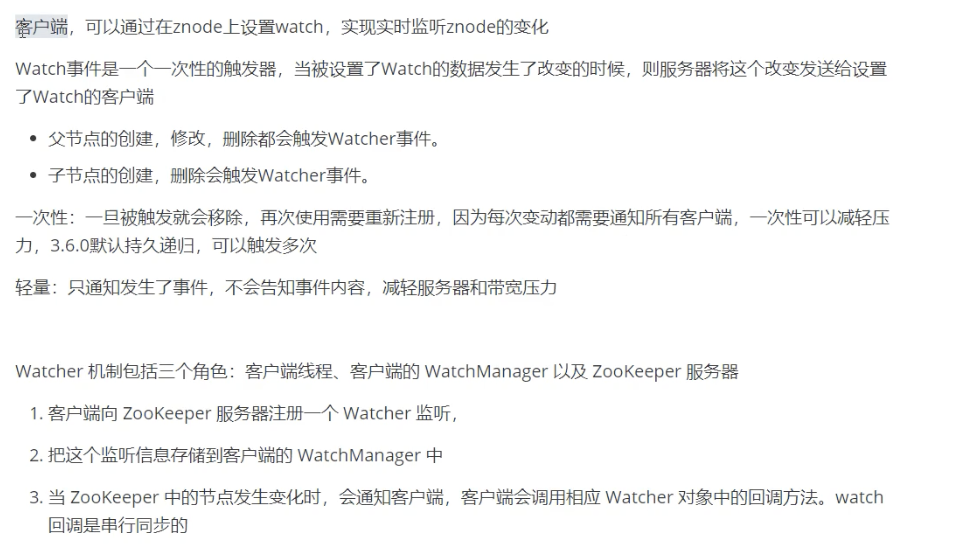 客户端，可以通过在znode上设置watch，实现实时监听znode的变化
Watch事件是一个一次性的触发器，当被设置了Watch的数据发生了改变的时候，则服务器将这个改变发送给设置
了Watch的客户端
• 父节点的创建，修改，删除都会触发Watcher事件。
• 子节点的创建，删除会触发Watcher事件。
一次性：一旦被触发就会移除，再次使用需要重新注册，因为每次变动都需要通知所有客户端，一次性可以减轻压
力，3.6.0默认持久递归，可以触发多次
轻量：只通知发生了事件，不会告知事件内容，减轻服务器和带宽压力
Watcher 机制包括三个角色：客户端线程、客户端的 WatchManager 以及 ZooKeeper 服务器
1. 客户端向 ZooKeeper 服务器注册一个 Watcher 监听，
2. 把这个监听信息存储到客户端的 WatchManager 中
3. 当 ZooKeeper 中的节点发生变化时，会通知客户端，客户端会调用相应 Watcher 对象中的回调方法。watch
回调是串行同步的